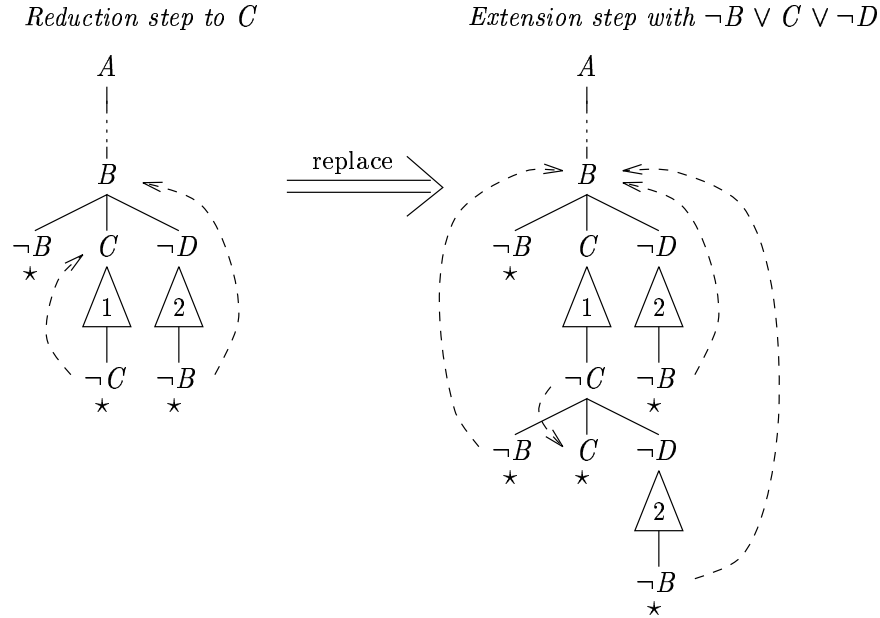 Reduction step to C
Extension step with ¬B ∨ C ∨ ¬D
A
B
¬B C ¬D
⋆
1 2
¬C ¬B
⋆ ⋆
replace
A
B
¬B C ¬D
⋆
1 2
¬C ¬B
⋆
¬B C ¬D
⋆ ⋆
2
¬B
⋆